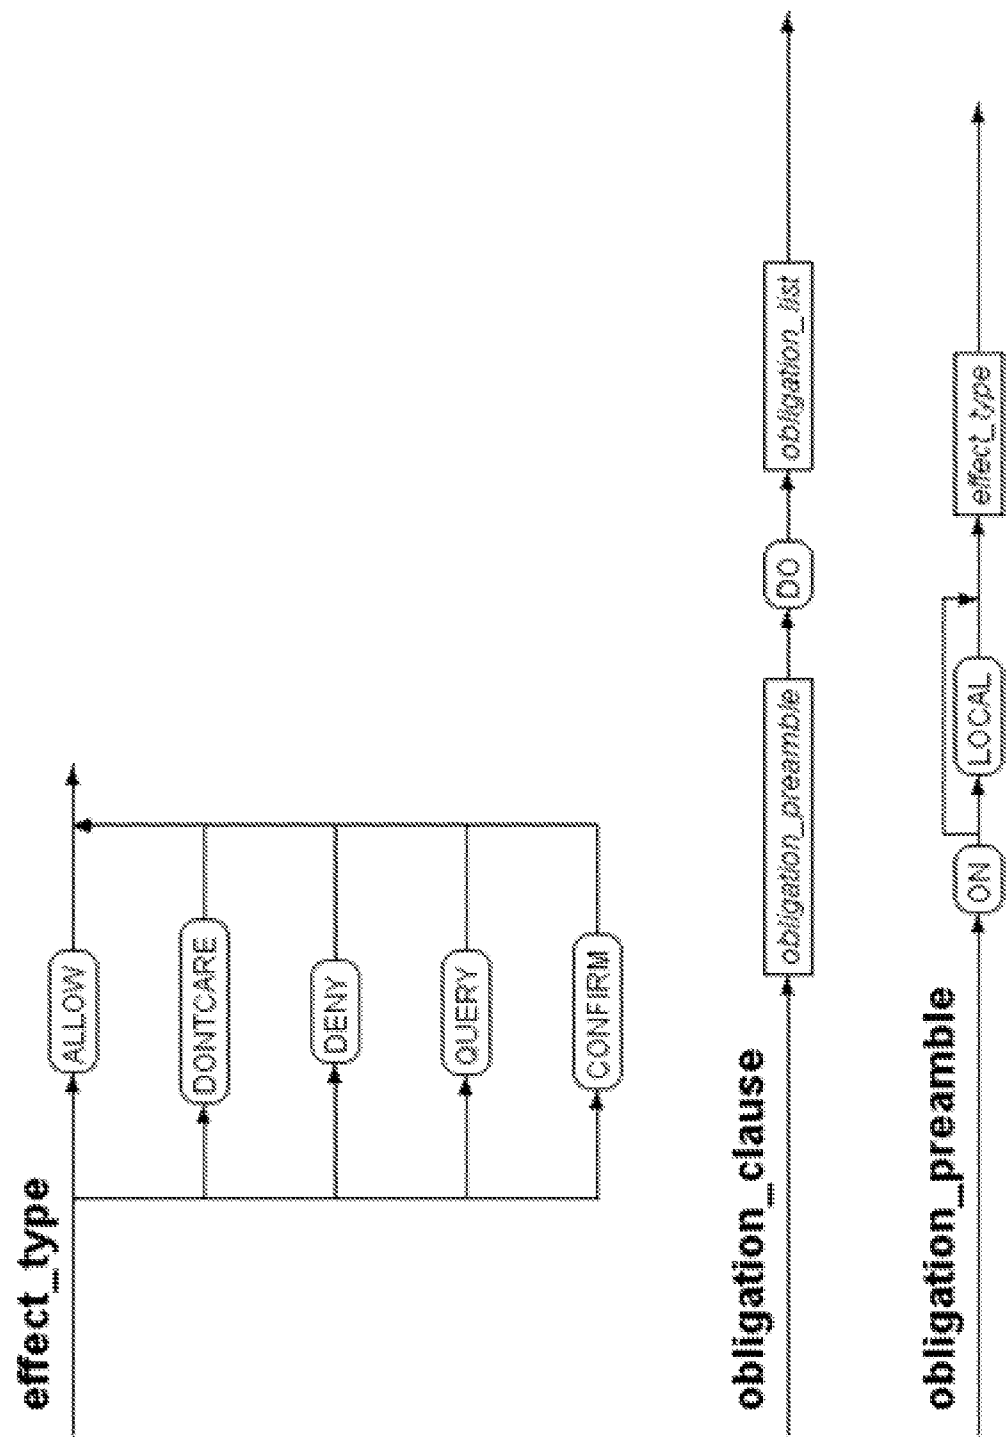 effect_type
ALLOW
DONTCARE
DENY
QUERY
CONFIRM
obligation_clause
obligation_preamble DO obligation_list
obligation_preamble
ON LOCAL effect_type